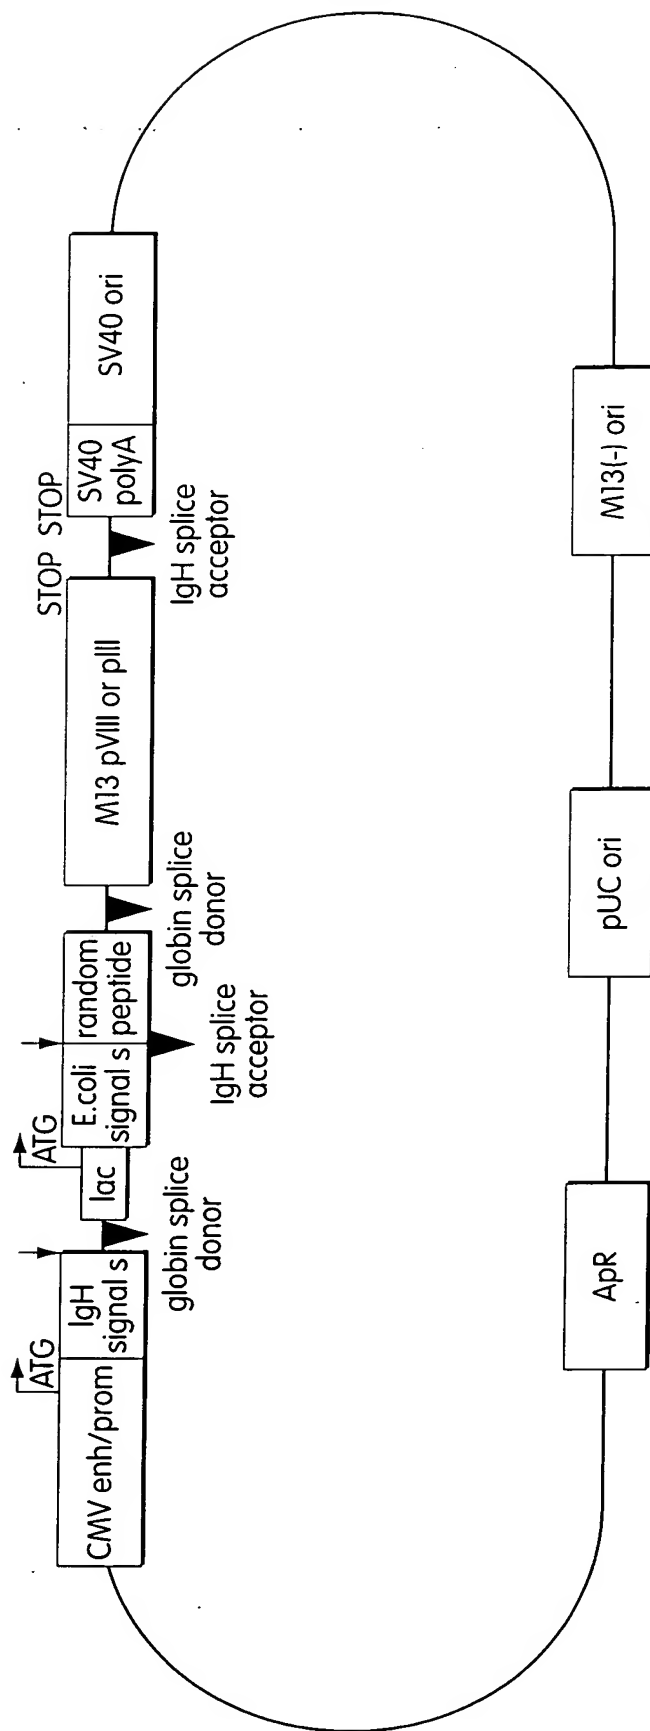 ATG
CMV enh/prom
IgH
signal s
globin splice
donor
lac
ATG
E.coli
signal s
random
peptide
IgH splice
acceptor
globin splice
donor
M13 pVIII or pIII
STOP STOP
IgH splice
acceptor
SV40
polyA
SV40 ori
ApR
pUC ori
M13(-) ori